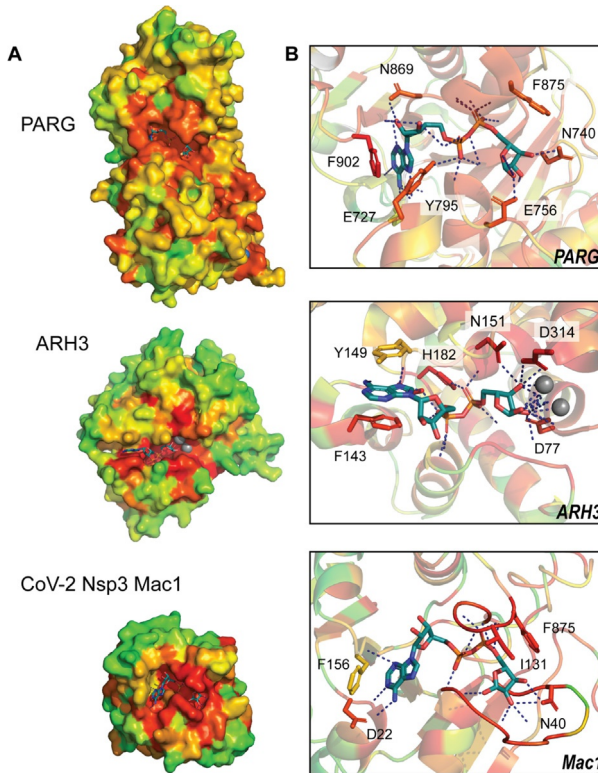 A
B
PARG
N869
F875
N740
F902
E727
Y795
E756
PARG
ARH3
N151
D314
Y149
H182
F143
D77
ARH3
CoV-2 Nsp3 Mac1
F875
F156
I131
D22
N40
Mac1